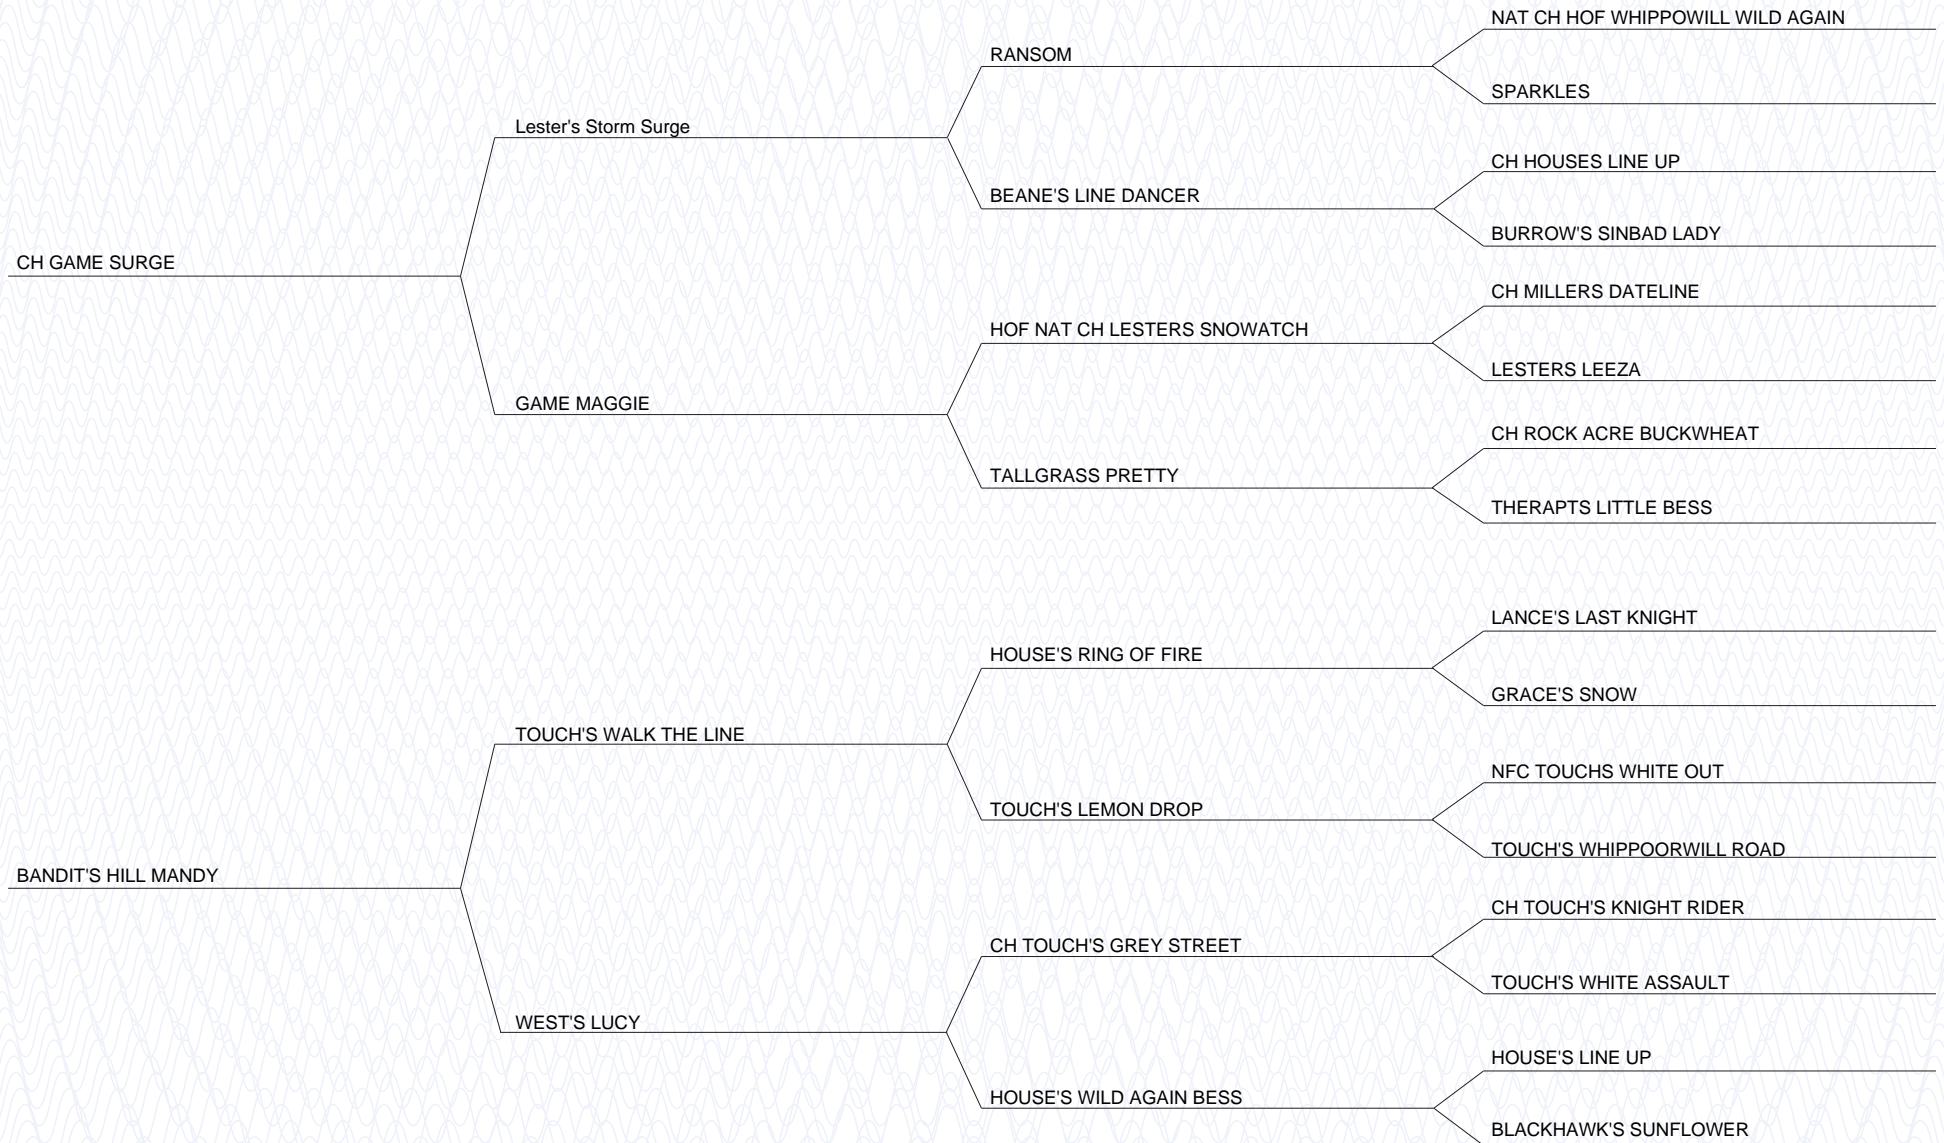 NAT CH HOF WHIPPOWILL WILD AGAIN
RANSOM
SPARKLES
Lester's Storm Surge
CH HOUSES LINE UP
BEANE'S LINE DANCER
BURROW'S SINBAD LADY
CH GAME SURGE
CH MILLERS DATELINE
HOF NAT CH LESTERS SNOWATCH
LESTERS LEEZA
GAME MAGGIE
CH ROCK ACRE BUCKWHEAT
TALLGRASS PRETTY
THERAPTS LITTLE BESS
LANCE'S LAST KNIGHT
HOUSE'S RING OF FIRE
GRACE'S SNOW
TOUCH'S WALK THE LINE
NFC TOUCHS WHITE OUT
TOUCH'S LEMON DROP
TOUCH'S WHIPPOORWILL ROAD
BANDIT'S HILL MANDY
CH TOUCH'S KNIGHT RIDER
CH TOUCH'S GREY STREET
TOUCH'S WHITE ASSAULT
WEST'S LUCY
HOUSE'S LINE UP
HOUSE'S WILD AGAIN BESS
BLACKHAWK'S SUNFLOWER